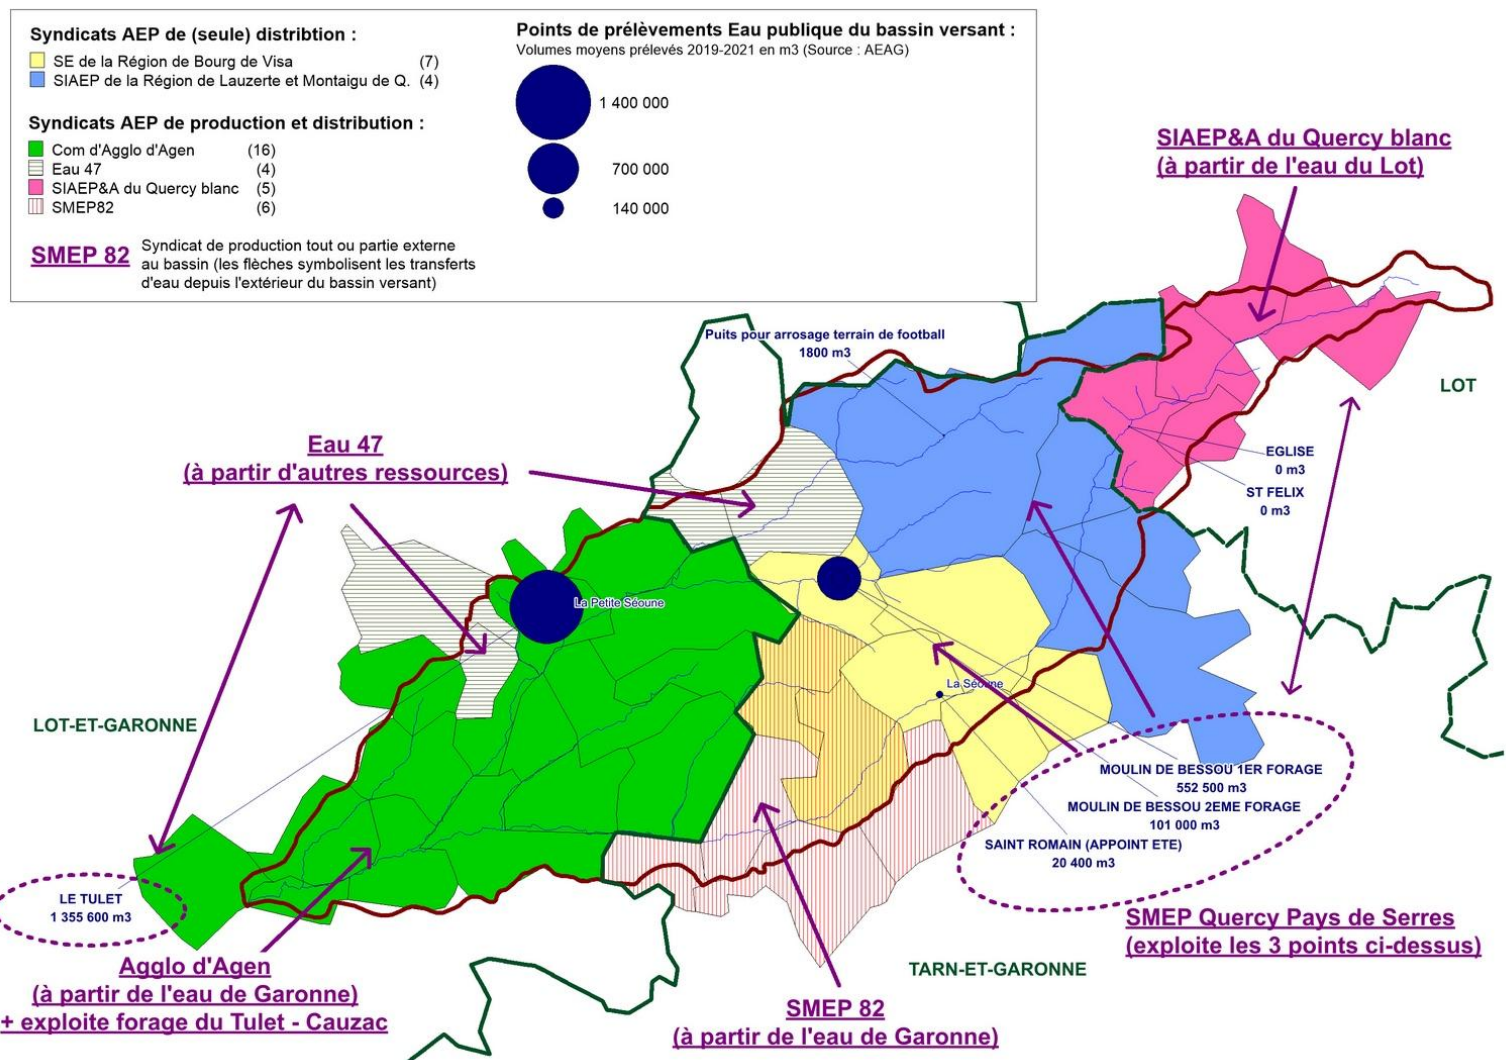 Syndicats AEP de (seule) distribtion :
SE de la Région de Bourg de Visa (7)
SIAEP de la Région de Lauzerte et Montaigu de Q. (4)
Syndicats AEP de production et distribution :
Com d'Agglo d'Agen (16)
Eau 47 (4)
SIAEP&A du Quercy blanc (5)
SMEP82 (6)
SMEP 82
Syndicat de production tout ou partie externe
au bassin (les flèches symbolisent les transferts
d'eau depuis l'extérieur du bassin versant)
Points de prélèvements Eau publique du bassin versant :
Volumes moyens prélevés 2019-2021 en m3 (Source : AEAG)
1 400 000
700 000
140 000
SIAEP&A du Quercy blanc
(à partir de l'eau du Lot)
Puits pour arrosage terrain de football
1800 m3
LOT
Eau 47
(à partir d'autres ressources)
EGLISE
0 m3
ST FELIX
0 m3
La Petite Séoune
La Séoune
LOT-ET-GARONNE
MOULIN DE BESSOU 1ER FORAGE
552 500 m3
MOULIN DE BESSOU 2EME FORAGE
101 000 m3
SAINT ROMAIN (APPOINT ETE)
20 400 m3
LE TULET
1 355 600 m3
SMEP Quercy Pays de Serres
(exploite les 3 points ci-dessus)
Agglo d'Agen
(à partir de l'eau de Garonne)
+ exploite forage du Tulet - Cauzac
TARN-ET-GARONNE
SMEP 82
(à partir de l'eau de Garonne)